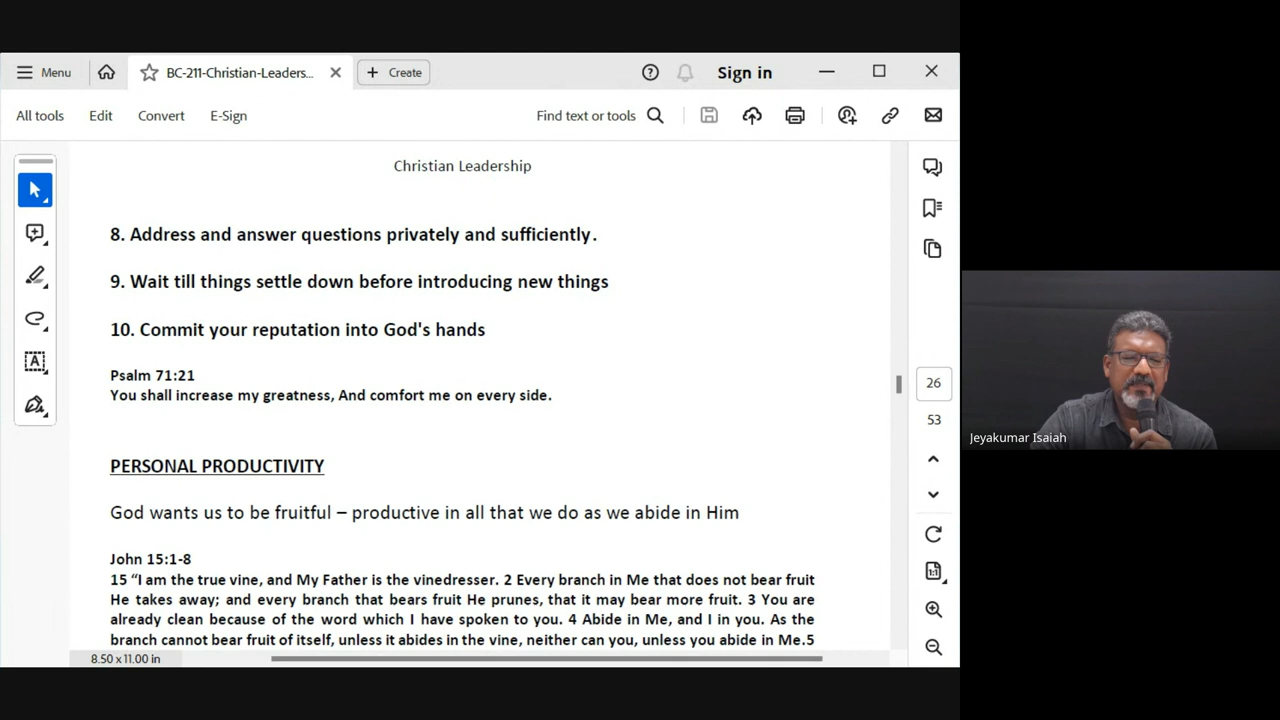 Menu
BC-211-Christian-Leaders...
Create
Sign in
All tools
Edit
Convert
E-Sign
Find text or tools
Christian Leadership
8. Address and answer questions privately and sufficiently.
9. Wait till things settle down before introducing new things
10. Commit your reputation into God's hands
Psalm 71:21
You shall increase my greatness, And comfort me on every side.
PERSONAL PRODUCTIVITY
God wants us to be fruitful – productive in all that we do as we abide in Him
John 15:1-8
15 “I am the true vine, and My Father is the vinedresser. 2 Every branch in Me that does not bear fruit
He takes away; and every branch that bears fruit He prunes, that it may bear more fruit. 3 You are
already clean because of the word which I have spoken to you. 4 Abide in Me, and I in you. As the
branch cannot bear fruit of itself, unless it abides in the vine, neither can you, unless you abide in Me.5
8.50 x 11.00 in
26
53
1:1
Jeyakumar Isaiah